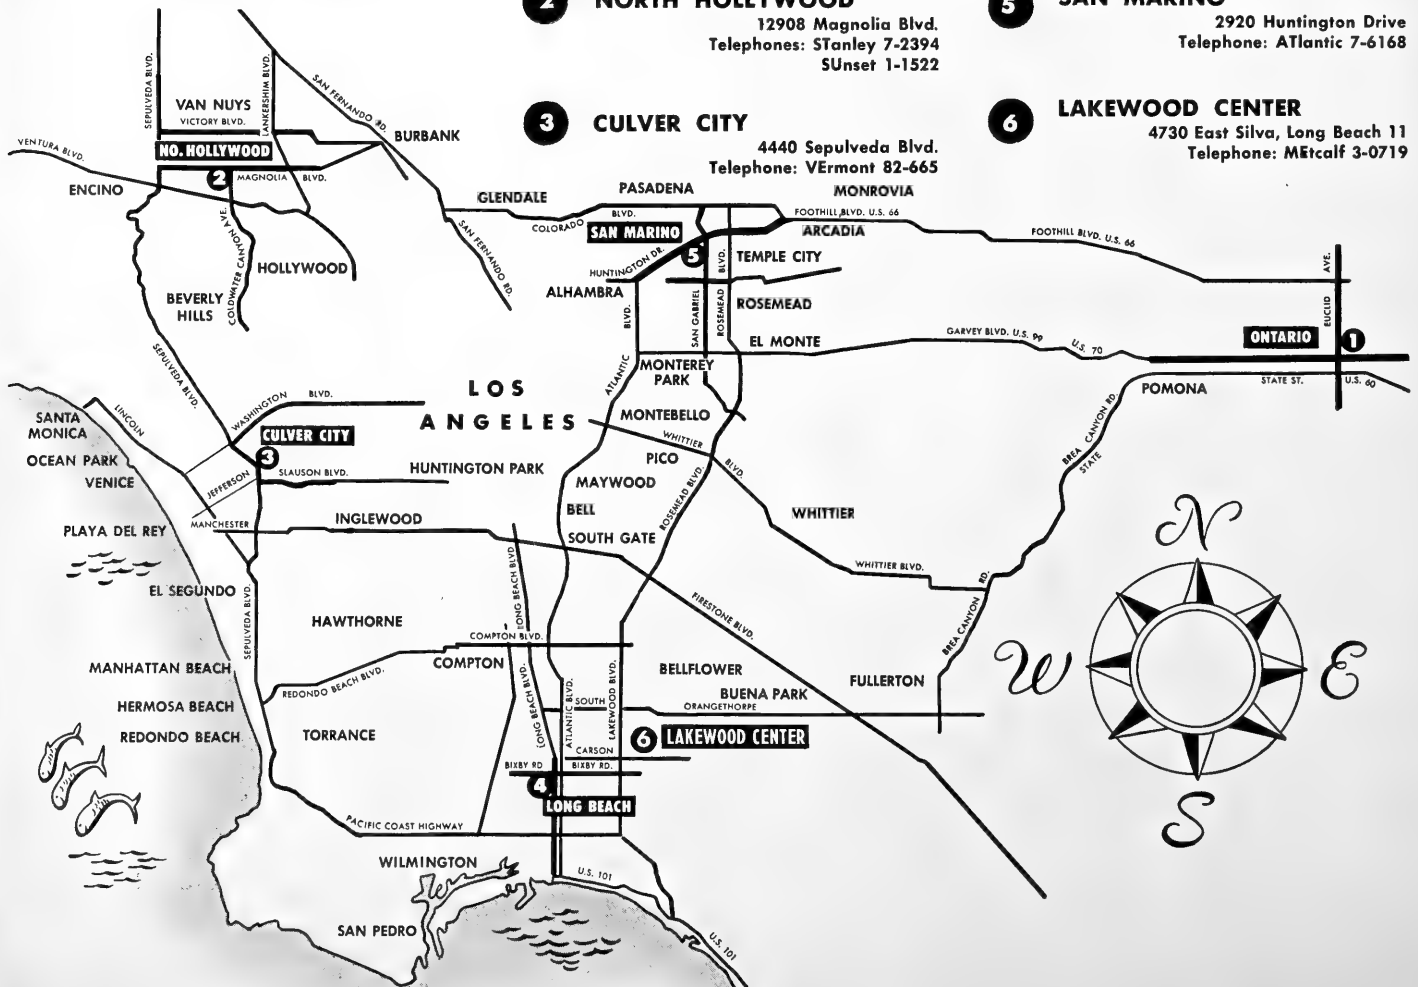 2 NORTH HOLLYWOOD
12908 Magnolia Blvd.
Telephones: STanley 7-2394
SUnset 1-1522
5 SAN MARINO
2920 Huntington Drive
Telephone: ATlantic 7-6168
3 CULVER CITY
4440 Sepulveda Blvd.
Telephone: VErmont 82-665
6 LAKEWOOD CENTER
4730 East Silva, Long Beach 11
Telephone: MEtcalf 3-0719
SEPULVEDA BLVD.
LANKERSHIM BLVD.
SAN FERNANDO RD.
VAN NUYS
VICTORY BLVD.
BURBANK
VENTURA BLVD.
NO. HOLLYWOOD
2
MAGNOLIA BLVD.
ENCINO
COLDWATER CANYON AVE.
HOLLYWOOD
BEVERLY
HILLS
SAN FERNANDO RD.
GLENDALE
PASADENA
MONROVIA
COLORADO BLVD.
FOOTHILL BLVD. U.S. 66
FOOTHILL BLVD. U.S. 66
SAN MARINO
ARCADIA
5
HUNTINGTON DR.
TEMPLE CITY
ALHAMBRA
ROSEMEAD
SAN GABRIEL
ROSEMEAD BLVD.
ATLANTIC BLVD.
EL MONTE
GARVEY BLVD. U.S. 99
U.S. 70
EUCLID AVE.
ONTARIO
1
POMONA
STATE ST.
U.S. 60
MONTEREY
PARK
SEPULVEDA BLVD.
LOS
ANGELES
WASHINGTON BLVD.
LINCOLN
SANTA
MONICA
CULVER CITY
3
MONTEBELLO
WHITTIER BLVD.
PICO
BREA CANYON RD.
STATE
OCEAN PARK
VENICE
JEFFERSON
SLAUSON BLVD.
HUNTINGTON PARK
MAYWOOD
BELL
ROSEMEAD BLVD.
WHITTIER
PLAYA DEL REY
MANCHESTER
INGLEWOOD
SOUTH GATE
WHITTIER BLVD.
BREA CANYON RD.
EL SEGUNDO
SEPULVEDA BLVD.
HAWTHORNE
LONG BEACH BLVD
FIRESTONE BLVD.
COMPTON BLVD.
COMPTON
MANHATTAN BEACH
REDONDO BEACH BLVD.
HERMOSA BEACH
REDONDO BEACH
TORRANCE
LONG BEACH BLVD.
ATLANTIC BLVD.
LAKEWOOD BLVD.
BELLFLOWER
BUENA PARK
FULLERTON
SOUTH
ORANGETHORPE
6 LAKEWOOD CENTER
CARSON
BIXBY RD
BIXBY RD.
4
LONG BEACH
PACIFIC COAST HIGHWAY
WILMINGTON
U.S. 101
SAN PEDRO
U.S. 101
N
W
E
S